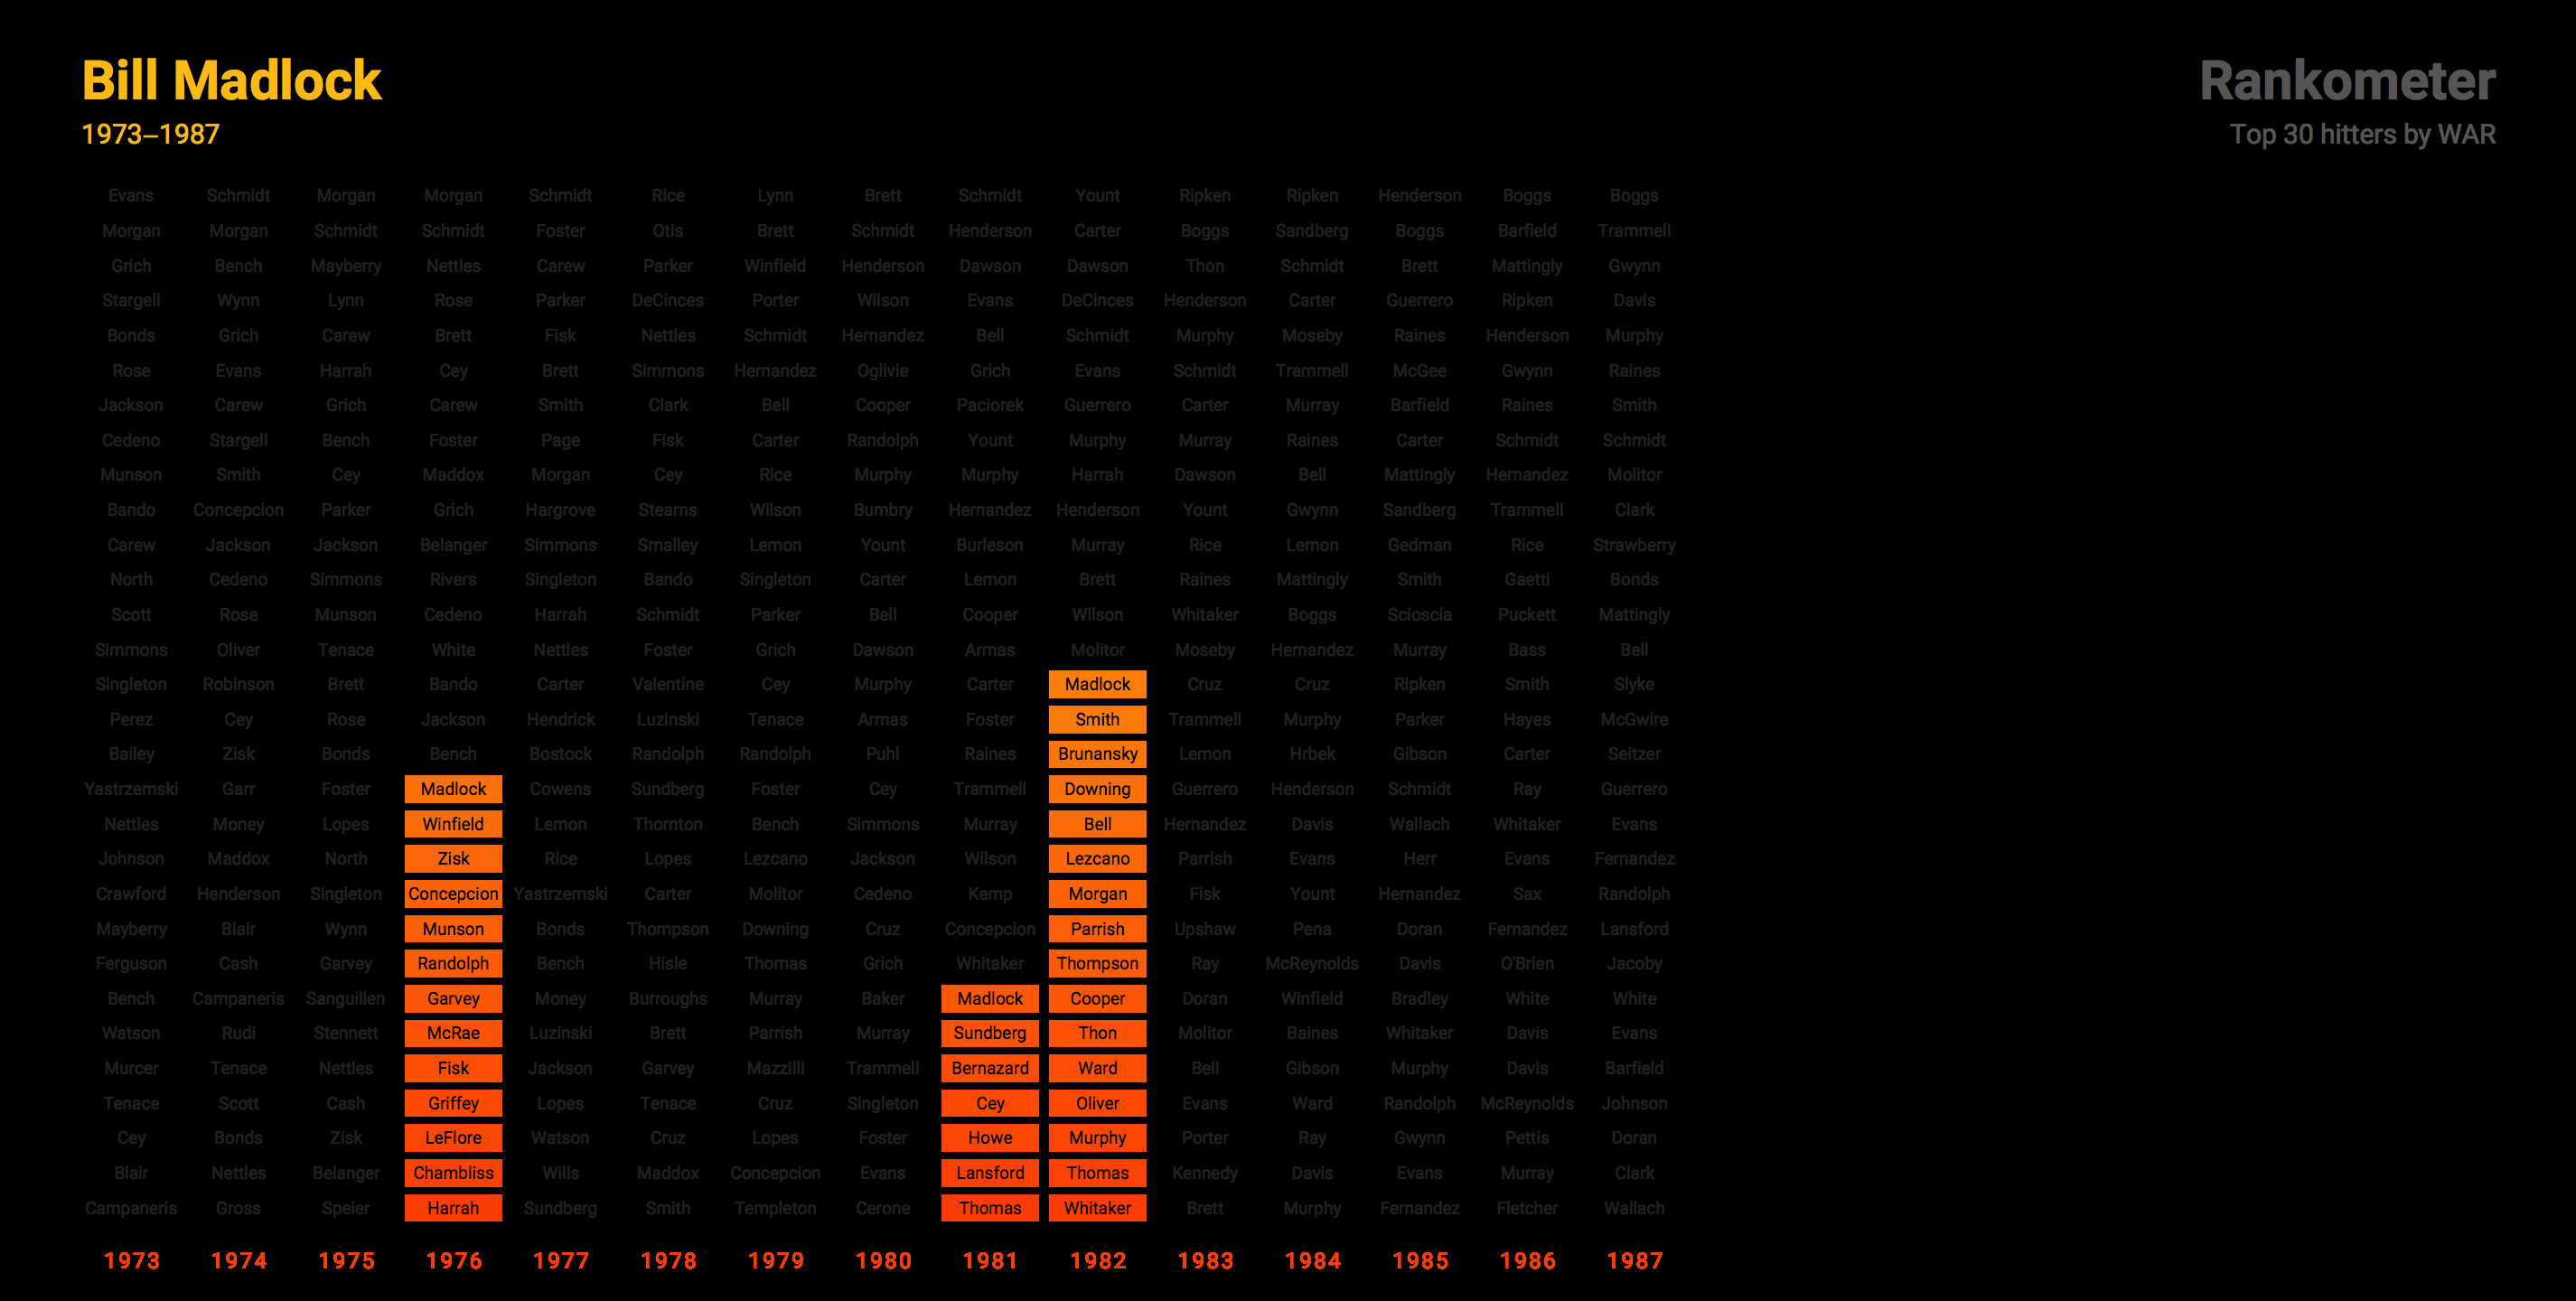 Bill Madlock
1973–1987
Rankometer
Top 30 hitters by WAR
Evans Schmidt Morgan Morgan Schmidt Rice Lynn Brett Schmidt Yount Ripken Ripken Henderson Boggs Boggs
Morgan Morgan Schmidt Schmidt Foster Otis Brett Schmidt Henderson Carter Boggs Sandberg Boggs Barfield Trammell
Grich Bench Mayberry Nettles Carew Parker Winfield Henderson Dawson Dawson Thon Schmidt Brett Mattingly Gwynn
Stargell Wynn Lynn Rose Parker DeCinces Porter Wilson Evans DeCinces Henderson Carter Guerrero Ripken Davis
Bonds Grich Carew Brett Fisk Nettles Schmidt Hernandez Bell Schmidt Murphy Moseby Raines Henderson Murphy
Rose Evans Harrah Cey Brett Simmons Hernandez Oglivie Grich Evans Schmidt Trammell McGee Gwynn Raines
Jackson Carew Grich Carew Smith Clark Bell Cooper Paciorek Guerrero Carter Murray Barfield Raines Smith
Cedeno Stargell Bench Foster Page Fisk Carter Randolph Yount Murphy Murray Raines Carter Schmidt Schmidt
Munson Smith Cey Maddox Morgan Cey Rice Murphy Murphy Harrah Dawson Bell Mattingly Hernandez Molitor
Bando Concepcion Parker Grich Hargrove Stearns Wilson Bumbry Hernandez Henderson Yount Gwynn Sandberg Trammell Clark
Carew Jackson Jackson Belanger Simmons Smalley Lemon Yount Burleson Murray Rice Lemon Gedman Rice Strawberry
North Cedeno Simmons Rivers Singleton Bando Singleton Carter Lemon Brett Raines Mattingly Smith Gaetti Bonds
Scott Rose Munson Cedeno Harrah Schmidt Parker Bell Cooper Wilson Whitaker Boggs Scioscia Puckett Mattingly
Simmons Oliver Tenace White Nettles Foster Grich Dawson Armas Molitor Moseby Hernandez Murray Bass Bell
Singleton Robinson Brett Bando Carter Valentine Cey Murphy Carter Madlock Cruz Cruz Ripken Smith Slyke
Perez Cey Rose Jackson Hendrick Luzinski Tenace Armas Foster Smith Trammell Murphy Parker Hayes McGwire
Bailey Zisk Bonds Bench Bostock Randolph Randolph Puhl Raines Brunansky Lemon Hrbek Gibson Carter Seitzer
Yastrzemski Garr Foster Madlock Cowens Sundberg Foster Cey Trammell Downing Guerrero Henderson Schmidt Ray Guerrero
Nettles Money Lopes Winfield Lemon Thornton Bench Simmons Murray Bell Hernandez Davis Wallach Whitaker Evans
Johnson Maddox North Zisk Rice Lopes Lezcano Jackson Wilson Lezcano Parrish Evans Herr Evans Fernandez
Crawford Henderson Singleton Concepcion Yastrzemski Carter Molitor Cedeno Kemp Morgan Fisk Yount Hernandez Sax Randolph
Mayberry Blair Wynn Munson Bonds Thompson Downing Cruz Concepcion Parrish Upshaw Pena Doran Fernandez Lansford
Ferguson Cash Garvey Randolph Bench Hisle Thomas Grich Whitaker Thompson Ray McReynolds Davis O'Brien Jacoby
Bench Campaneris Sanguillen Garvey Money Burroughs Murray Baker Madlock Cooper Doran Winfield Bradley White White
Watson Rudi Stennett McRae Luzinski Brett Parrish Murray Sundberg Thon Molitor Baines Whitaker Davis Evans
Murcer Tenace Nettles Fisk Jackson Garvey Mazzilli Trammell Bernazard Ward Bell Gibson Murphy Davis Barfield
Tenace Scott Cash Griffey Lopes Tenace Cruz Singleton Cey Oliver Evans Ward Randolph McReynolds Johnson
Cey Bonds Zisk LeFlore Watson Cruz Lopes Foster Howe Murphy Porter Ray Gwynn Pettis Doran
Blair Nettles Belanger Chambliss Wills Maddox Concepcion Evans Lansford Thomas Kennedy Davis Evans Murray Clark
Campaneris Gross Speier Harrah Sundberg Smith Templeton Cerone Thomas Whitaker Brett Murphy Fernandez Fletcher Wallach
1973 1974 1975 1976 1977 1978 1979 1980 1981 1982 1983 1984 1985 1986 1987